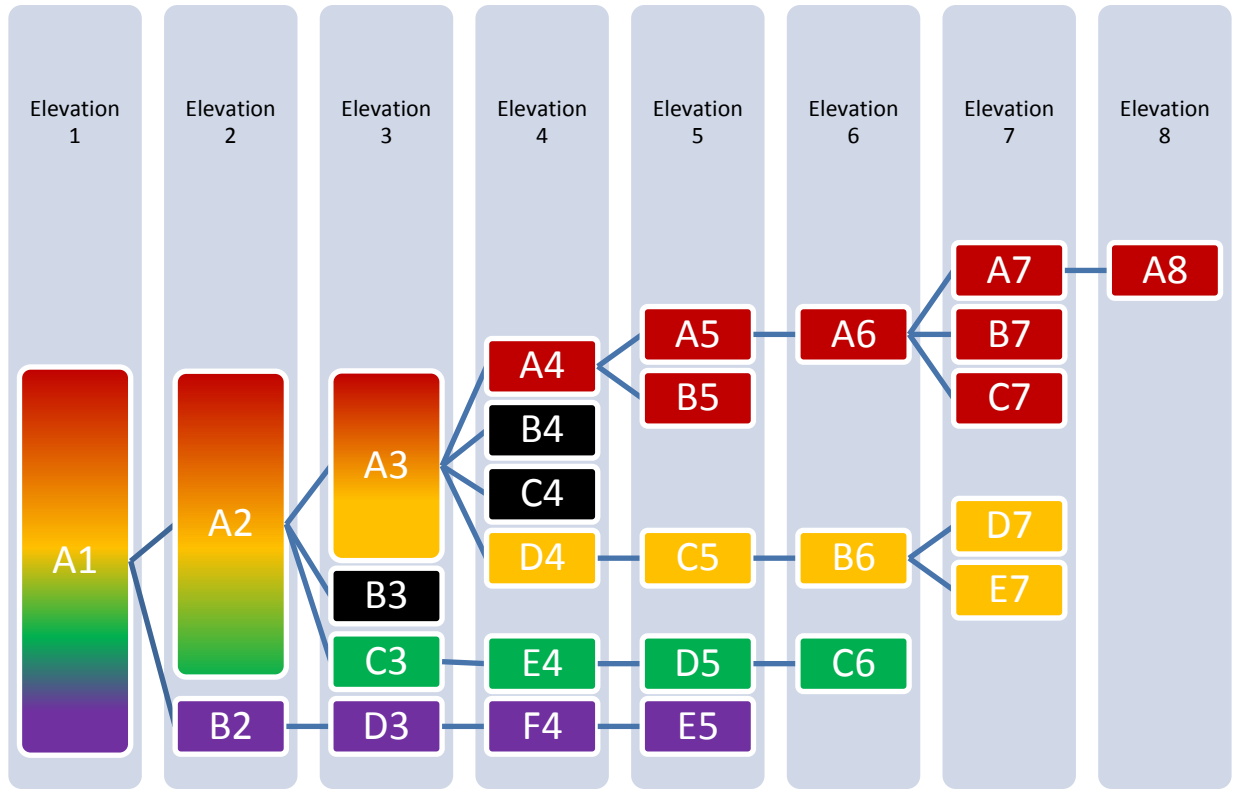 Elevation
1
Elevation
2
Elevation
3
Elevation
4
Elevation
5
Elevation
6
Elevation
7
Elevation
8
A1
A2
B2
A3
B3
C3
D3
A4
B4
C4
D4
E4
F4
A5
B5
C5
D5
E5
A6
B6
C6
A7
B7
C7
D7
E7
A8